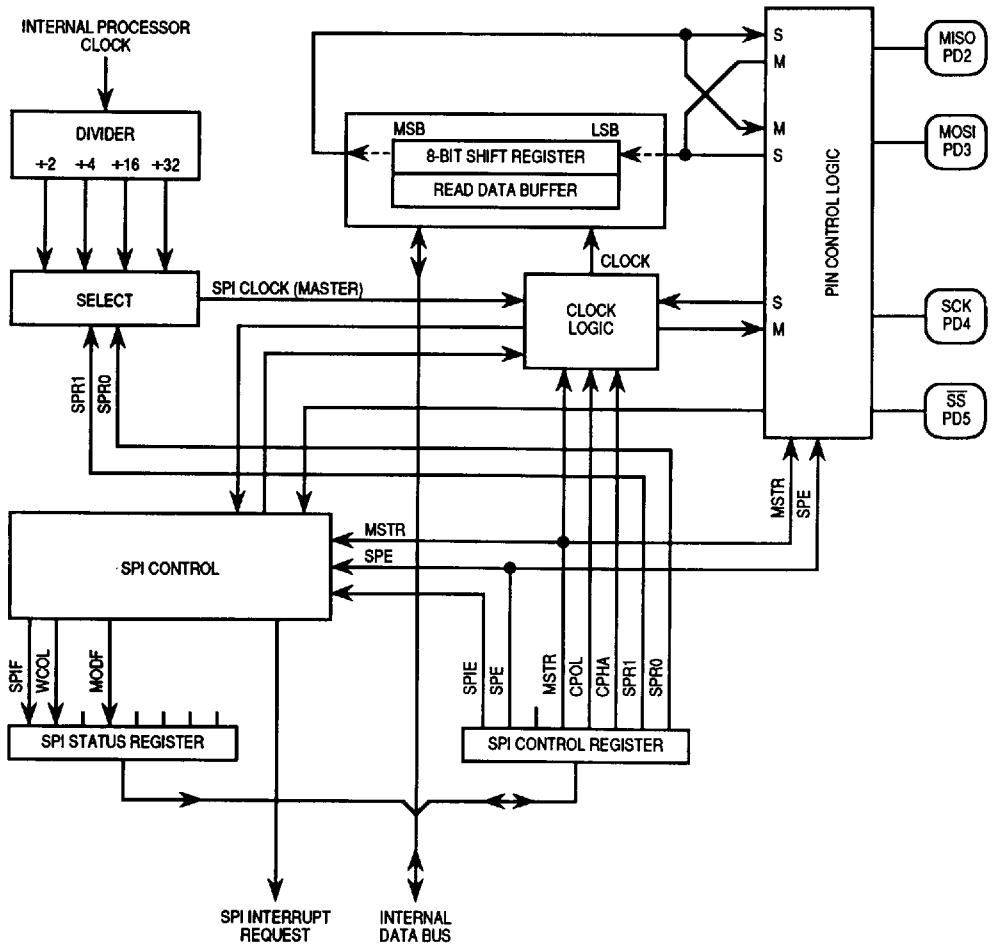 INTERNAL PROCESSOR
CLOCK
DIVIDER
÷2 ÷4 ÷16 ÷32
SELECT
SPR1
SPR0
SPI CLOCK (MASTER)
MSB LSB
8-BIT SHIFT REGISTER
READ DATA BUFFER
CLOCK
CLOCK
LOGIC
S
M
M
S
S
M
PIN CONTROL LOGIC
MISO
PD2
MOSI
PD3
SCK
PD4
SS
PD5
MSTR
SPE
SPI CONTROL
MSTR
SPE
SPIF
WCOL
MODF
SPI STATUS REGISTER
SPIE
SPE
MSTR
CPOL
CPHA
SPR1
SPR0
SPI CONTROL REGISTER
SPI INTERRUPT
REQUEST
INTERNAL
DATA BUS